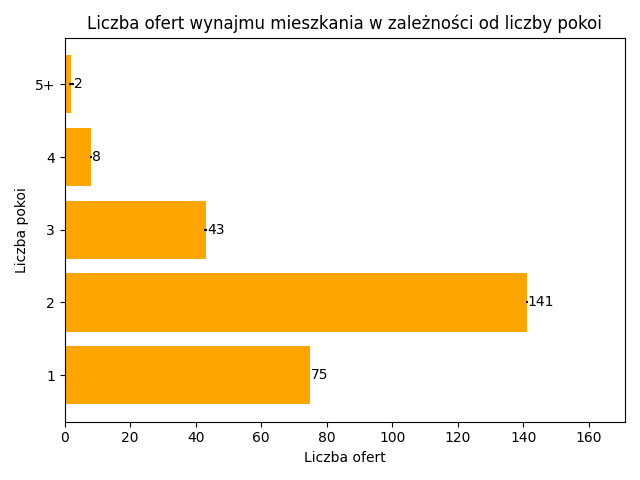 Liczba ofert wynajmu mieszkania w zależności od liczby pokoi
5+
2
4
8
3
43
2
141
1
75
0 20 40 60 80 100 120 140 160
Liczba ofert
Liczba pokoi